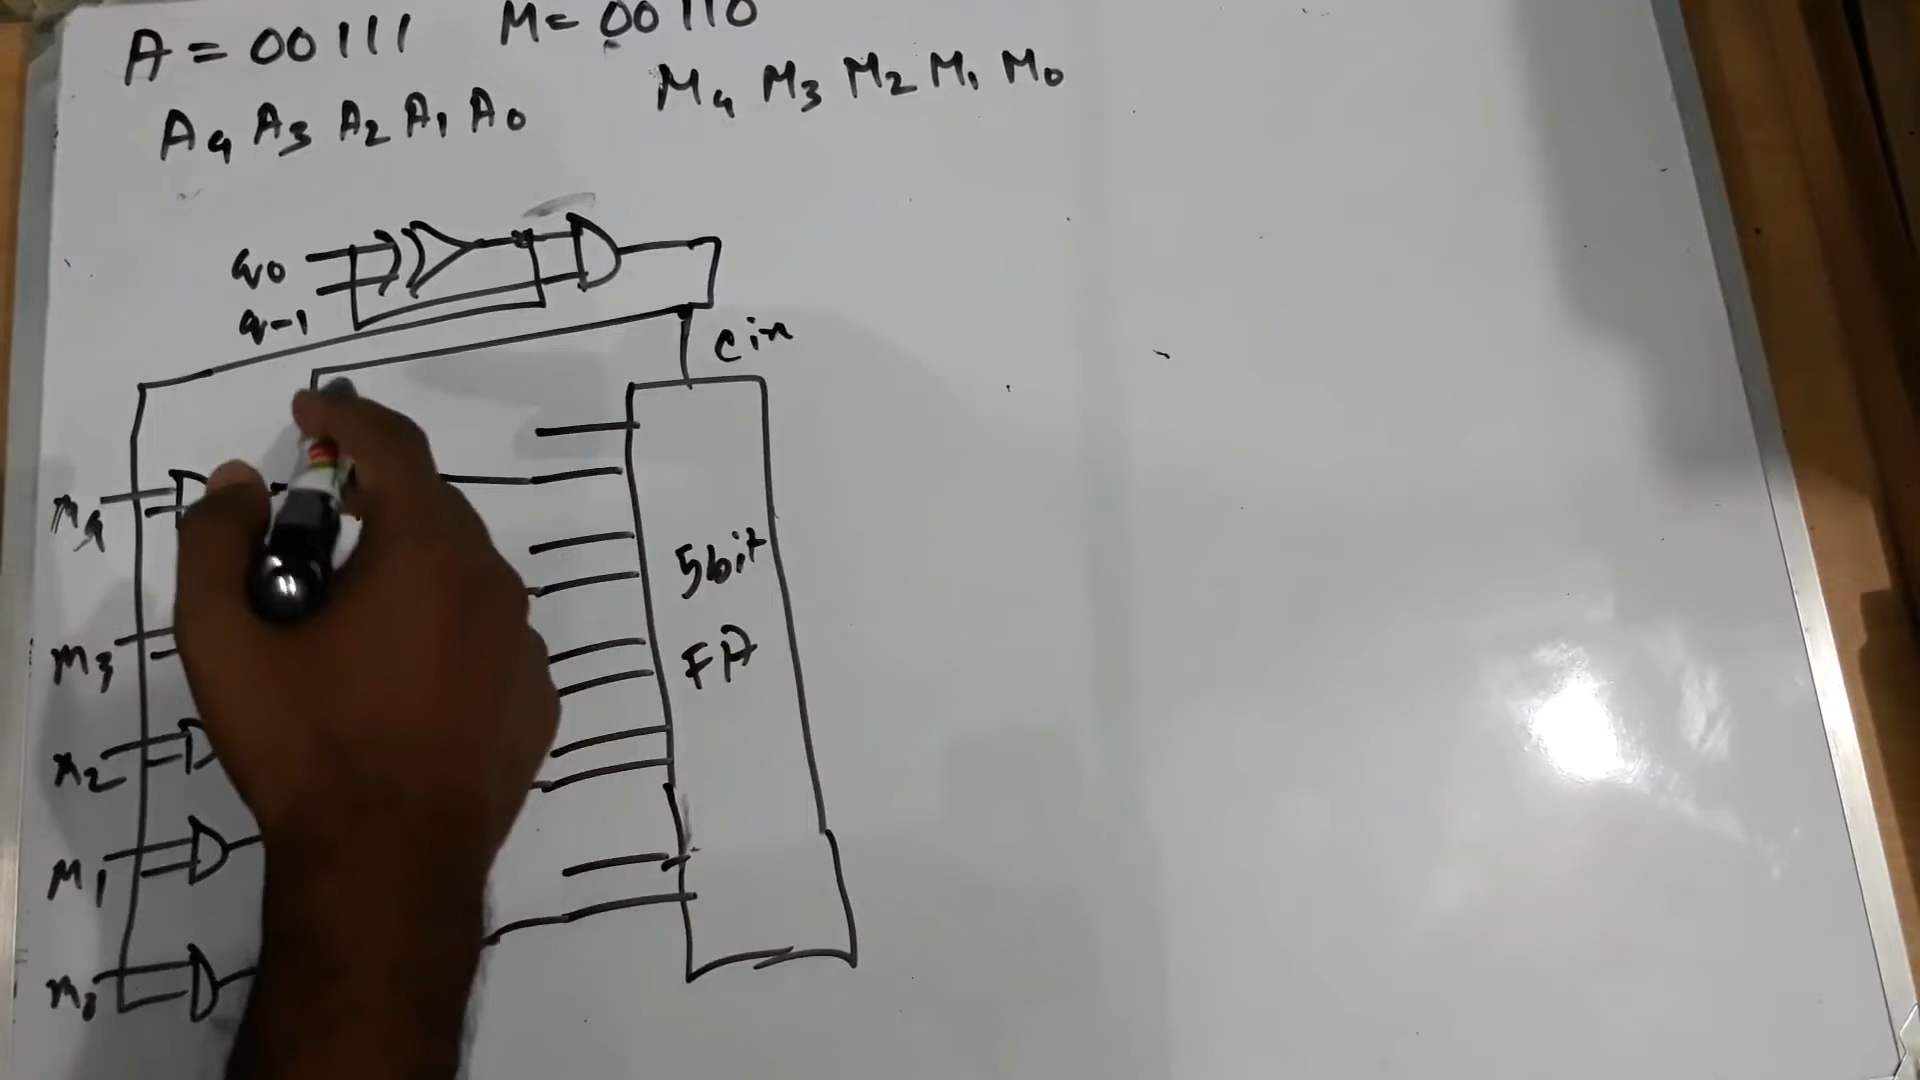 A = 00111 M = 00110
A4 A3 A2 A1 A0 M4 M3 M2 M1 M0
q0
q-1
cin
M4
5bit
M3
FA
M2
M1
M0